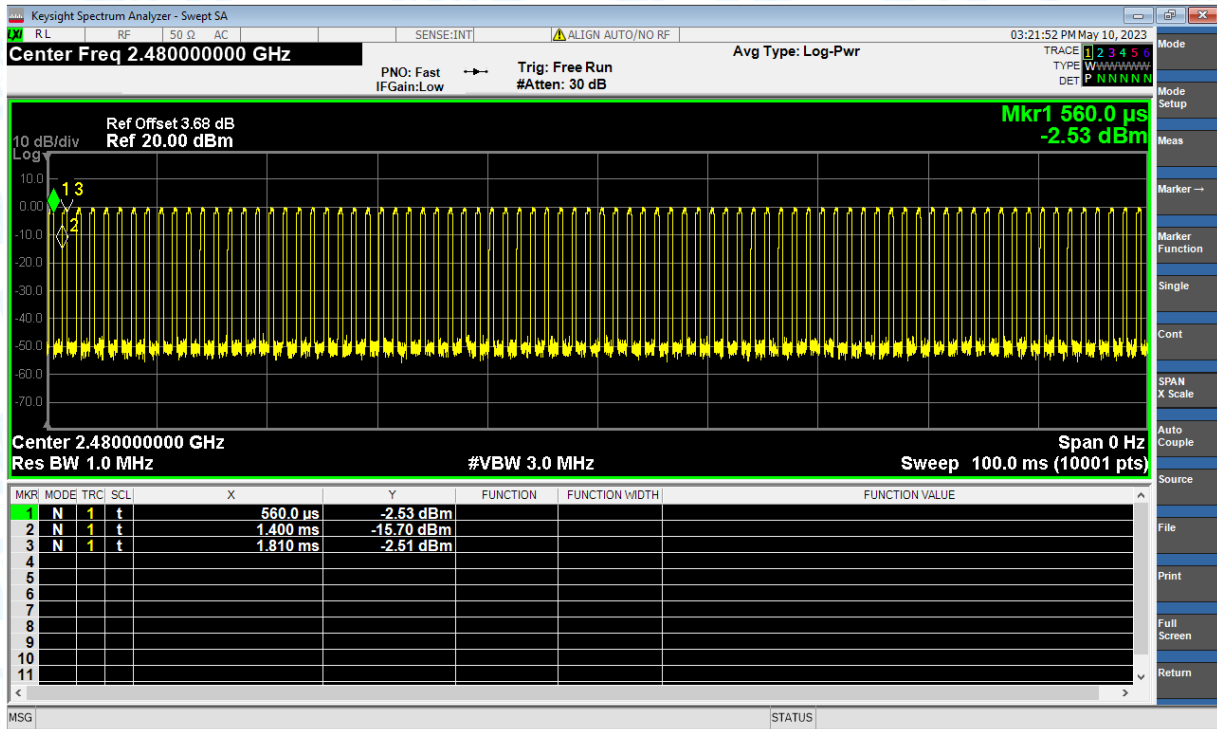 Keysight Spectrum Analyzer - Swept SA
LXI RL RF 50 Ω AC SENSE:INT ALIGN AUTO/NO RF 03:21:52 PM May 10, 2023
Center Freq 2.480000000 GHz Avg Type: Log-Pwr TRACE 1 2 3 4 5 6
PNO: Fast Trig: Free Run TYPE WWWWWWW
IFGain:Low #Atten: 30 dB DET P N N N N N
Mkr1 560.0 µs
Ref Offset 3.68 dB
10 dB/div Ref 20.00 dBm -2.53 dBm
Log
10.0
1 3
0.00
2
-10.0
-20.0
-30.0
-40.0
-50.0
-60.0
-70.0
Center 2.480000000 GHz Span 0 Hz
Res BW 1.0 MHz #VBW 3.0 MHz Sweep 100.0 ms (10001 pts)
MKR MODE TRC SCL X Y FUNCTION FUNCTION WIDTH FUNCTION VALUE
1 N 1 t 560.0 µs -2.53 dBm
2 N 1 t 1.400 ms -15.70 dBm
3 N 1 t 1.810 ms -2.51 dBm
4
5
6
7
8
9
10
11
MSG STATUS
Mode
Mode
Setup
Meas
Marker→
Marker
Function
Single
Cont
SPAN
X Scale
Auto
Couple
Source
File
Print
Full
Screen
Return